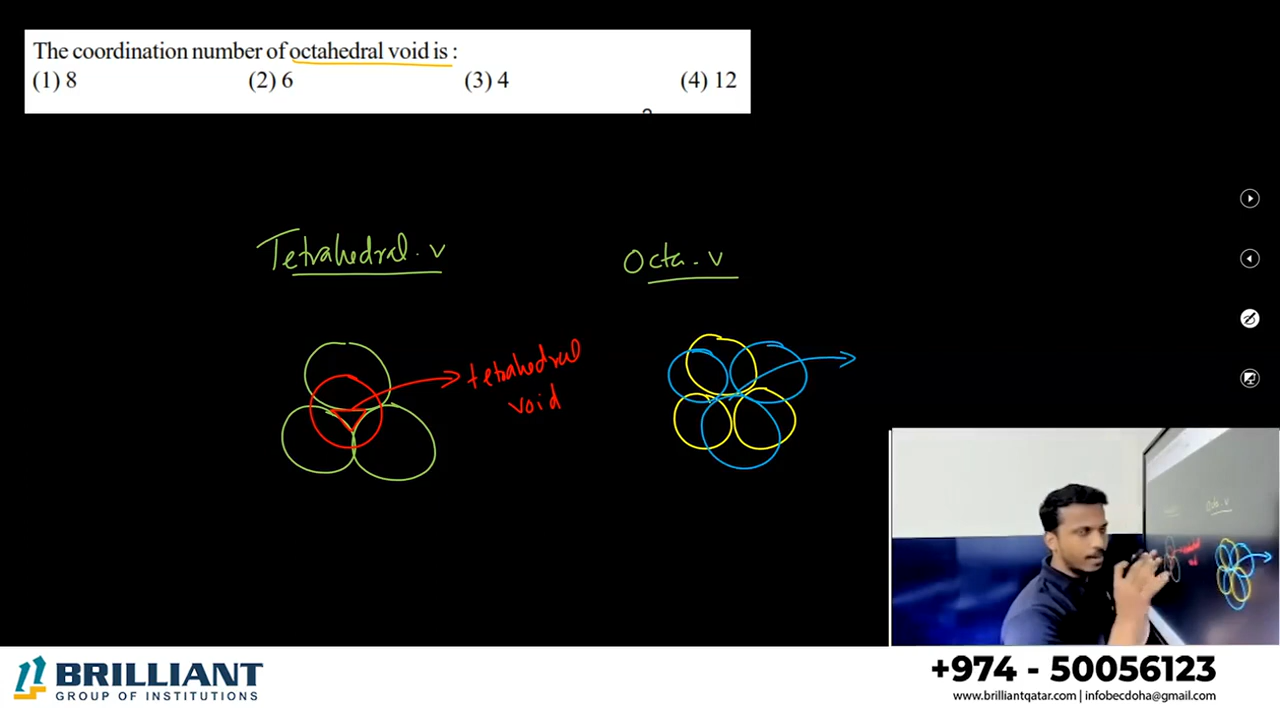 The coordination number of octahedral void is :
(1) 8 (2) 6 (3) 4 (4) 12
Tetrahedral. v
Octa. v
tetrahedral
void
BRILLIANT
GROUP OF INSTITUTIONS
+974 - 50056123
www.brilliantqatar.com | infobecdoha@gmail.com